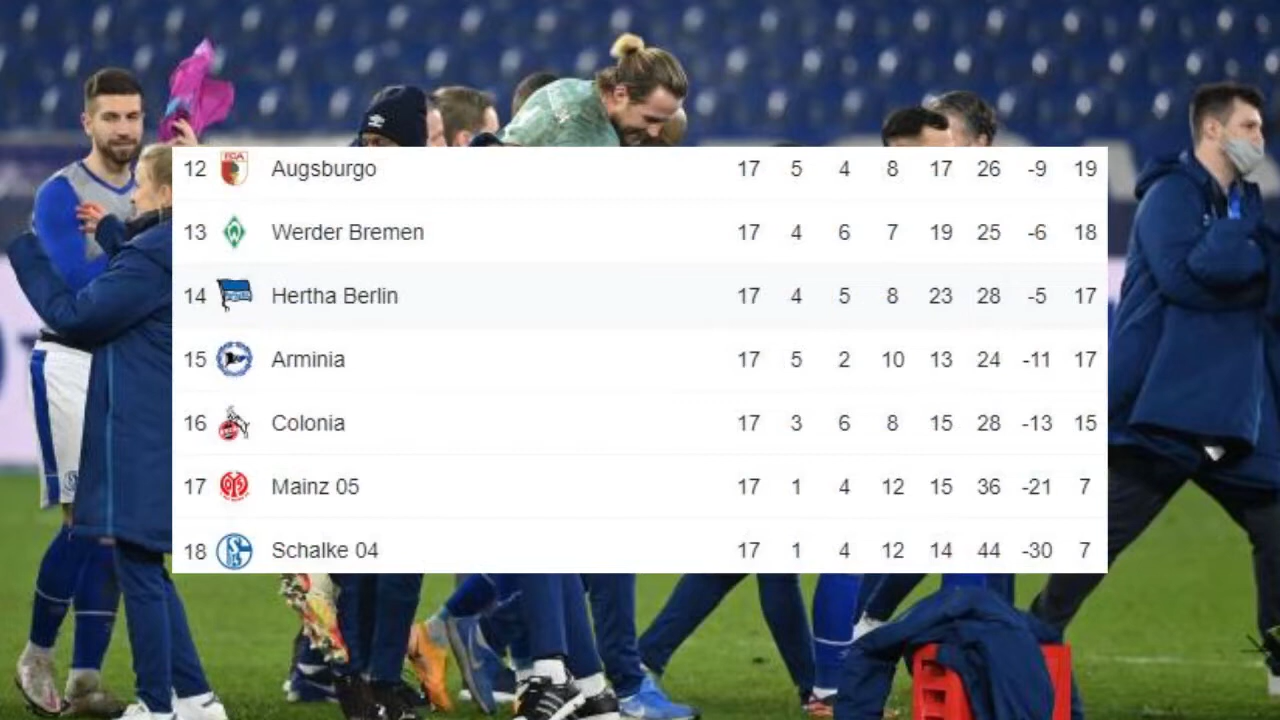 12 FCA Augsburgo 17 5 4 8 17 26 -9 19
13 Werder Bremen 17 4 6 7 19 25 -6 18
14 Hertha Berlin 17 4 5 8 23 28 -5 17
15 Arminia 17 5 2 10 13 24 -11 17
16 Colonia 17 3 6 8 15 28 -13 15
17 Mainz 05 17 1 4 12 15 36 -21 7
18 Schalke 04 17 1 4 12 14 44 -30 7